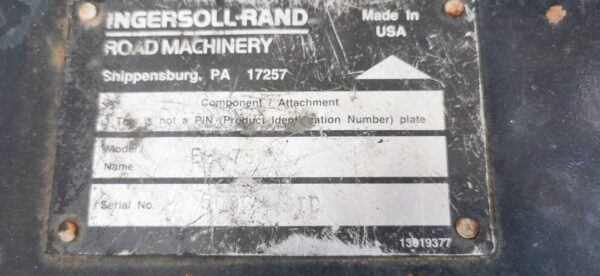 INGERSOLL-RAND
ROAD MACHINERY
Shippensburg, PA 17257
Made in
USA
Component / Attachment
This is not a PIN (Product Identification Number) plate
Model /
Name
Serial No.
13019377